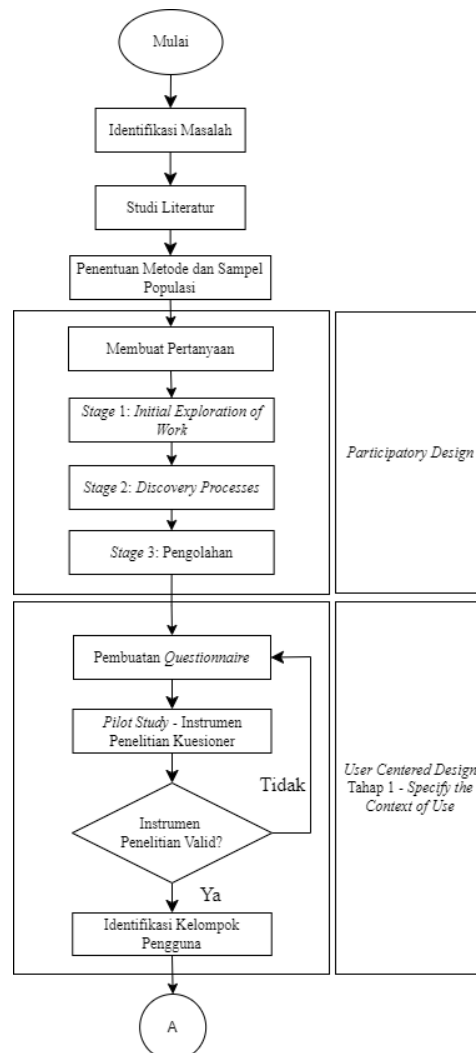 Mulai
Identifikasi Masalah
Studi Literatur
Penentuan Metode dan Sampel
Populasi
Membuat Pertanyaan
Stage 1: Initial Exploration of
Work
Stage 2: Discovery Processes
Stage 3: Pengolahan
Participatory Design
Pembuatan Questionnaire
Pilot Study - Instrumen
Penelitian Kuesioner
Tidak
Instrumen
Penelitian Valid?
Ya
Identifikasi Kelompok
Pengguna
User Centered Design
Tahap 1 - Specify the
Context of Use
A